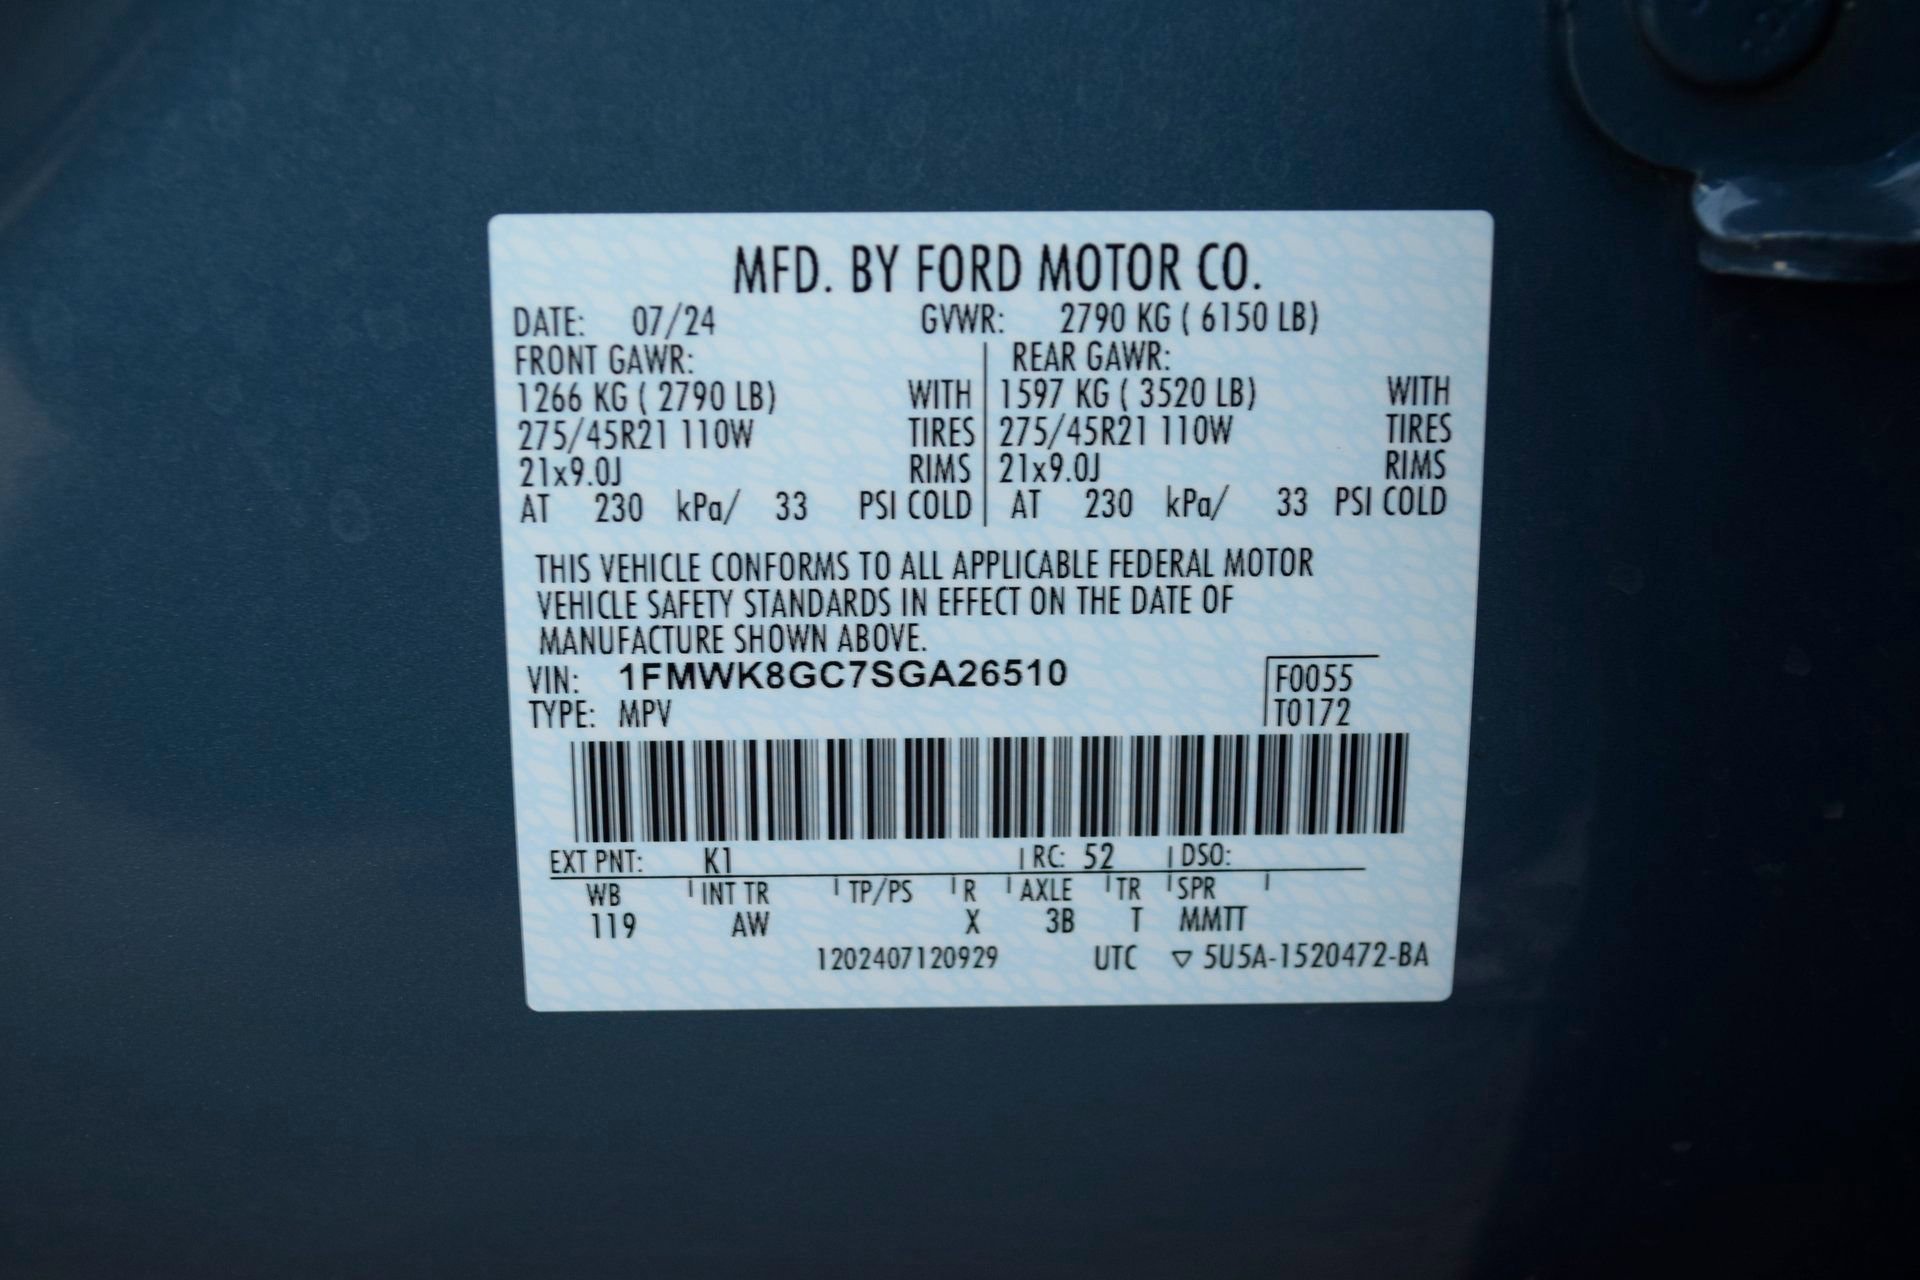 MFD. BY FORD MOTOR CO.
DATE: 07/24 GVWR: 2790 KG ( 6150 LB)
FRONT GAWR: REAR GAWR:
1266 KG ( 2790 LB) WITH 1597 KG ( 3520 LB) WITH
275/45R21 110W TIRES 275/45R21 110W TIRES
21x9.0J RIMS 21x9.0J RIMS
AT 230 kPa/ 33 PSI COLD AT 230 kPa/ 33 PSI COLD
THIS VEHICLE CONFORMS TO ALL APPLICABLE FEDERAL MOTOR
VEHICLE SAFETY STANDARDS IN EFFECT ON THE DATE OF
MANUFACTURE SHOWN ABOVE.
VIN: 1FMWK8GC7SGA26510 F0055
TYPE: MPV T0172
EXT PNT: K1 RC: 52 DSO:
WB INT TR TP/PS R AXLE TR SPR
119 AW X 3B T MMTT
1202407120929 UTC ▽ 5U5A-1520472-BA